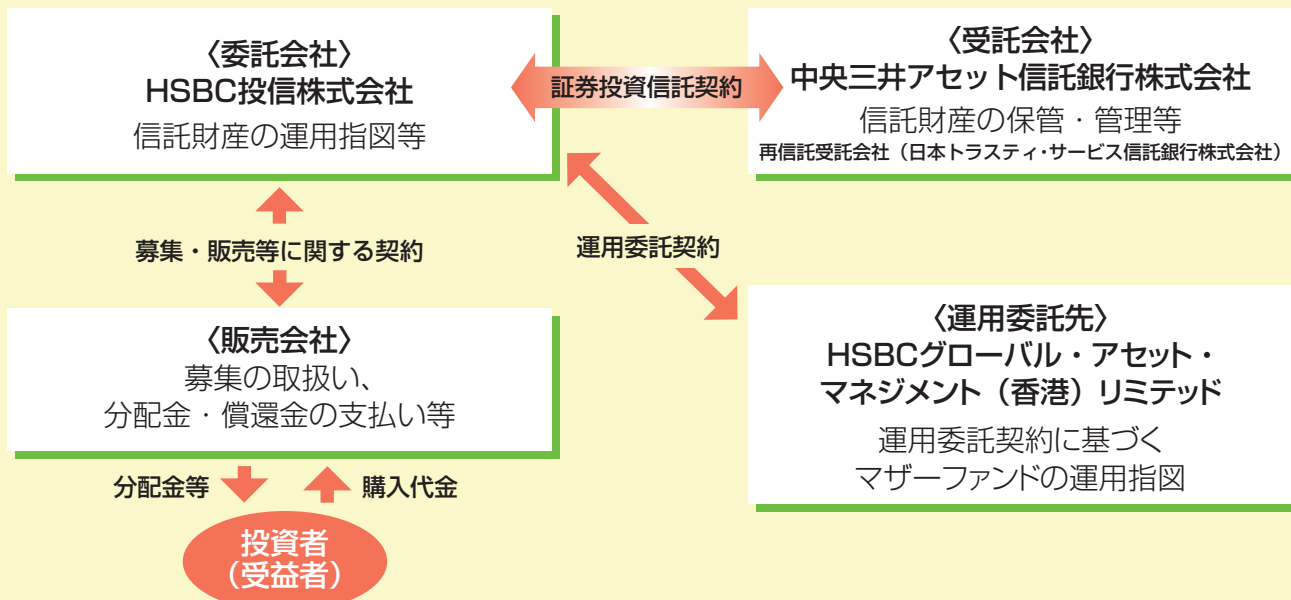 〈委託会社〉
HSBC投信株式会社
信託財産の運用指図等
証券投資信託契約
〈受託会社〉
中央三井アセット信託銀行株式会社
信託財産の保管・管理等
再信託受託会社（日本トラスティ・サービス信託銀行株式会社）
募集・販売等に関する契約
運用委託契約
〈販売会社〉
募集の取扱い、
分配金・償還金の支払い等
〈運用委託先〉
HSBCグローバル・アセット・
マネジメント（香港）リミテッド
運用委託契約に基づく
マザーファンドの運用指図
分配金等
購入代金
投資者
（受益者）